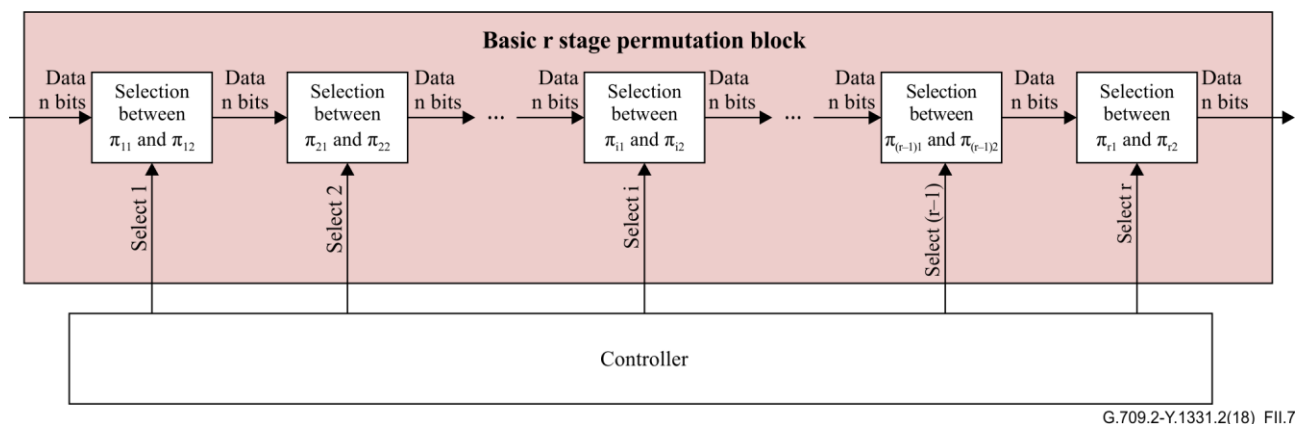 Basic r stage permutation block
Data
n bits
Selection
between
π₁₁ and π₁₂
Data
n bits
Selection
between
π₂₁ and π₂₂
Data
n bits
...
Data
n bits
Selection
between
πᵢ₁ and πᵢ₂
Data
n bits
...
Data
n bits
Selection
between
π₍ᵣ₋₁₎₁ and π₍ᵣ₋₁₎₂
Data
n bits
Selection
between
πᵣ₁ and πᵣ₂
Data
n bits
Select 1
Select 2
Select i
Select (r–1)
Select r
Controller
G.709.2-Y.1331.2(18)_FII.7